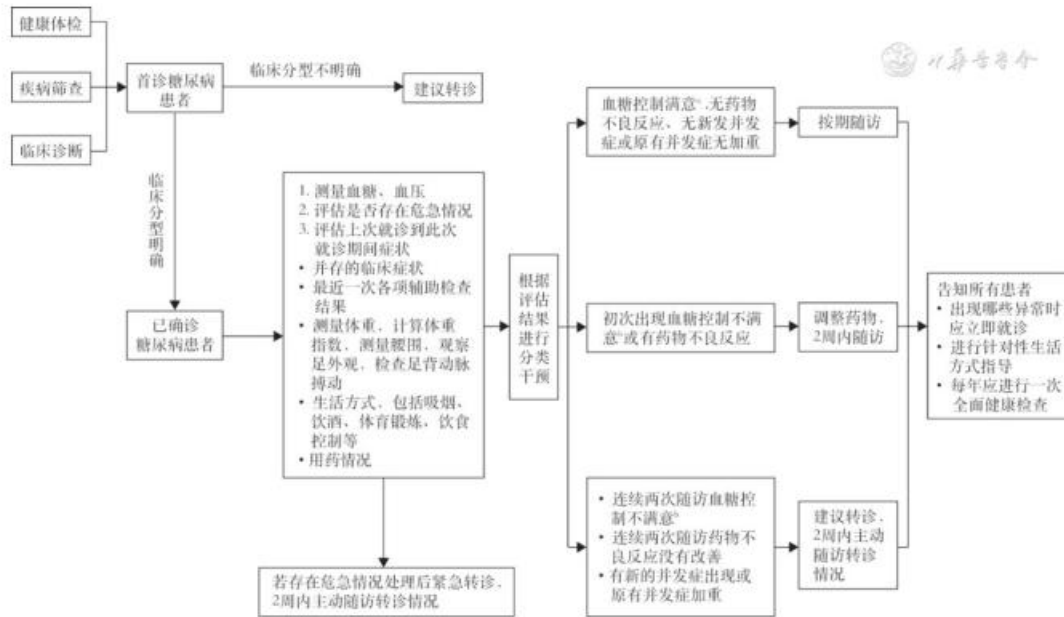 健康体检
疾病筛查
临床诊断
首诊糖尿病
患者
临床分型不明确
建议转诊
临床分型明确
已确诊
糖尿病患者
1. 测量血糖、血压
2. 评估是否存在危急情况
3. 评估上次就诊到此次
就诊期间症状
• 并存的临床症状
• 最近一次各项辅助检查
结果
• 测量体重、计算体重
指数、测量腰围、观察
足外观、检查足背动脉
搏动
• 生活方式、包括吸烟、
饮酒、体育锻炼、饮食
控制等
• 用药情况
若存在危急情况处理后紧急转诊、
2周内主动随访转诊情况
根据
评估
结果
进行
分类
干预
血糖控制满意ᵃ、无药物
不良反应、无新发并发
症或原有并发症无加重
按期随访
初次出现血糖控制不满
意ᵇ或有药物不良反应
调整药物、
2周内随访
• 连续两次随访血糖控
制不满意ᵇ
• 连续两次随访药物不
良反应没有改善
• 有新的并发症出现或
原有并发症加重
建议转诊、
2周内主动
随访转诊
情况
告知所有患者
• 出现哪些异常时
应立即就诊
• 进行针对性生活
方式指导
• 每年应进行一次
全面健康检查